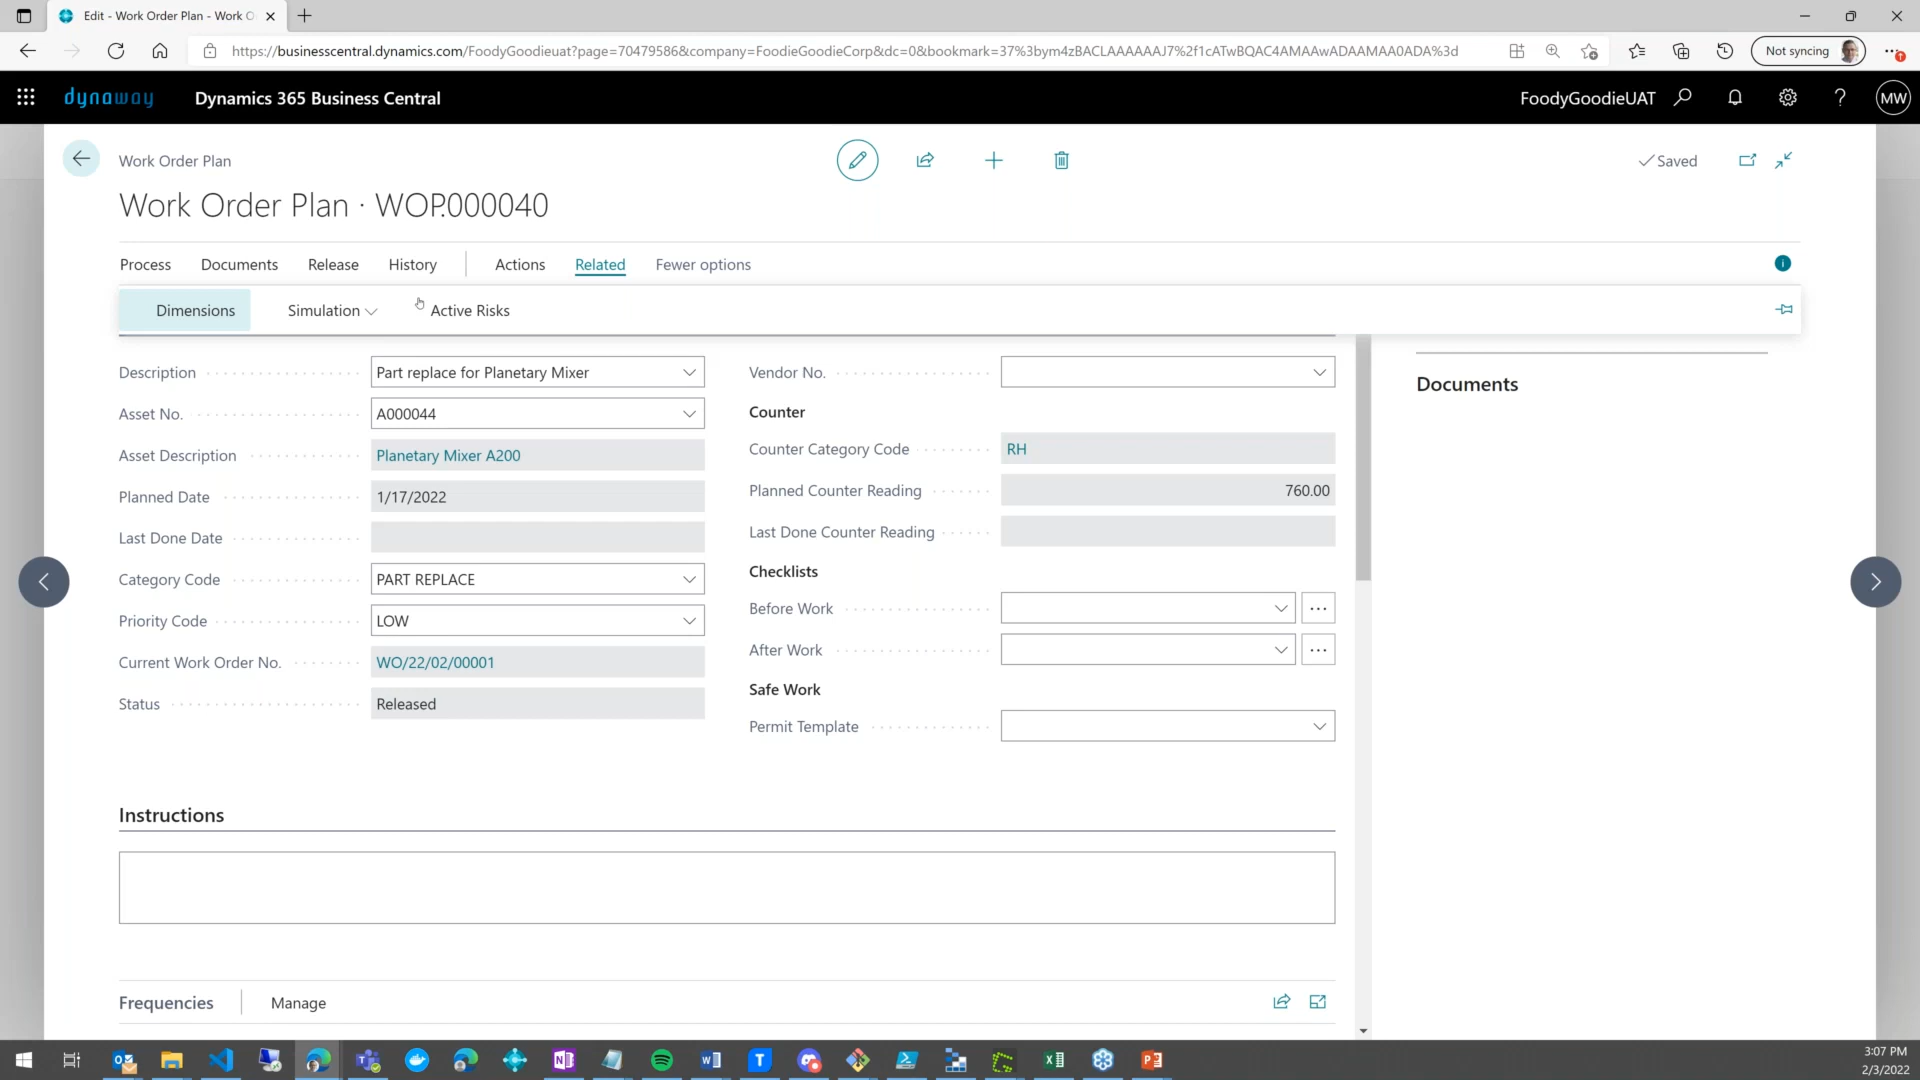 Edit - Work Order Plan - Work O
https://businesscentral.dynamics.com/FoodyGoodieuat?page=70479586&company=FoodieGoodieCorp&dc=0&bookmark=37%3bym4zBACLAAAAAAJ7%2f1cATwBQAC4AMAAwADAAMAA0ADA%3d
Not syncing
dynaway
Dynamics 365 Business Central
FoodyGoodieUAT
?
MW
Work Order Plan
Saved
Work Order Plan · WOP.000040
Process Documents Release History Actions Related Fewer options
Dimensions Simulation Active Risks
Description Part replace for Planetary Mixer
Asset No. A000044
Asset Description Planetary Mixer A200
Planned Date 1/17/2022
Last Done Date
Category Code PART REPLACE
Priority Code LOW
Current Work Order No. WO/22/02/00001
Status Released
Vendor No.
Counter
Counter Category Code RH
Planned Counter Reading 760.00
Last Done Counter Reading
Checklists
Before Work
After Work
Safe Work
Permit Template
Documents
Instructions
Frequencies Manage
3:07 PM
2/3/2022